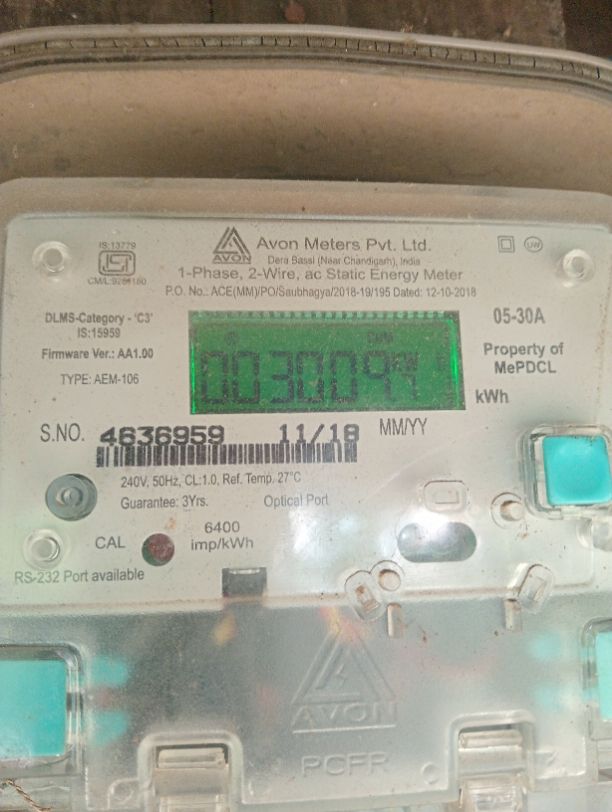 IS:13779
ISI
CM/L:9284180
AVON
Avon Meters Pvt. Ltd.
Dera Bassi (Near Chandigarh), India
1-Phase, 2-Wire, ac Static Energy Meter
P.O. No.: ACE(MM)/PO/Saubhagya/2018-19/195 Dated: 12-10-2018
UW
DLMS-Category - 'C3'
IS:15959
Firmware Ver.: AA1.00
TYPE: AEM-106
05-30A
Property of
MePDCL
003009
kWh
S.NO. 4636959 11/18 MM/YY
240V, 50Hz, CL:1.0, Ref. Temp. 27°C
Guarantee: 3Yrs. Optical Port
CAL
6400
imp/kWh
RS-232 Port available
AVON
PCFR